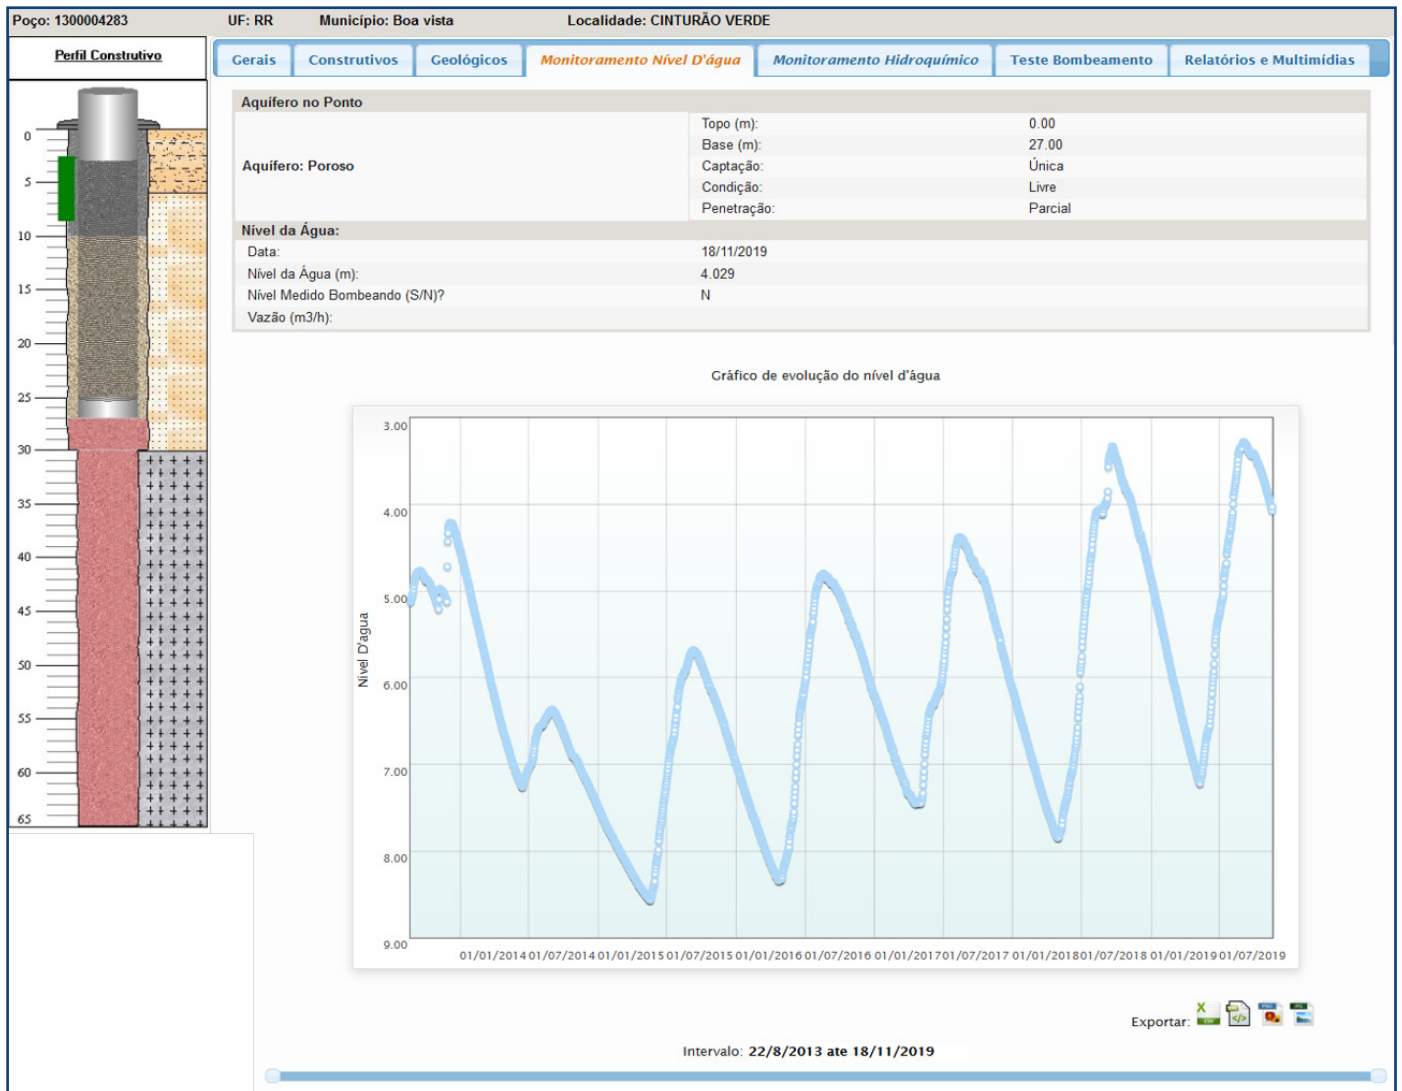 Poço: 1300004283 UF: RR Município: Boa vista Localidade: CINTURÃO VERDE
Perfil Construtivo
Gerais Construtivos Geológicos Monitoramento Nível D'água Monitoramento Hidroquímico Teste Bombeamento Relatórios e Multimídias
0
5
10
15
20
25
30
35
40
45
50
55
60
65
Aquífero no Ponto
Aquífero: Poroso
Topo (m): 0.00
Base (m): 27.00
Captação: Única
Condição: Livre
Penetração: Parcial
Nível da Água:
Data: 18/11/2019
Nível da Água (m): 4.029
Nível Medido Bombeando (S/N)? N
Vazão (m3/h):
Gráfico de evolução do nível d'água
Nivel D'agua
3.00
4.00
5.00
6.00
7.00
8.00
9.00
01/01/2014 01/07/2014 01/01/2015 01/07/2015 01/01/2016 01/07/2016 01/01/2017 01/07/2017 01/01/2018 01/07/2018 01/01/2019 01/07/2019
Exportar:
Intervalo: 22/8/2013 ate 18/11/2019